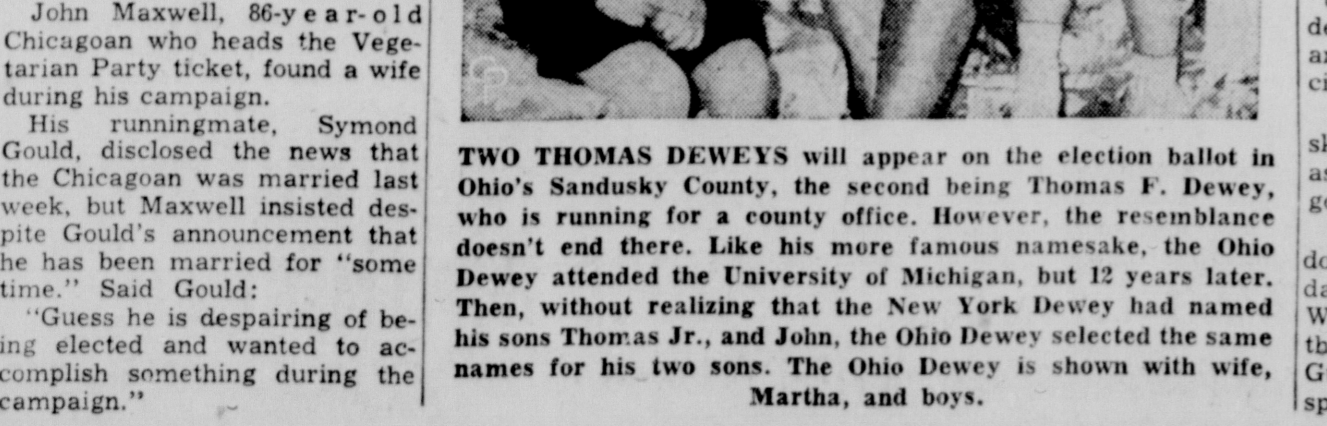 John Maxwell, 86-year-old
Chicagoan who heads the Vege-
tarian Party ticket, found a wife
during his campaign.
His runningmate, Symond
Gould, disclosed the news that
the Chicagoan was married last
week, but Maxwell insisted des-
pite Gould's announcement that
he has been married for "some
time." Said Gould:
"Guess he is despairing of be-
ing elected and wanted to ac-
complish something during the
campaign."
TWO THOMAS DEWEYS will appear on the election ballot in
Ohio's Sandusky County, the second being Thomas F. Dewey,
who is running for a county office. However, the resemblance
doesn't end there. Like his more famous namesake, the Ohio
Dewey attended the University of Michigan, but 12 years later.
Then, without realizing that the New York Dewey had named
his sons Thomas Jr., and John, the Ohio Dewey selected the same
names for his two sons. The Ohio Dewey is shown with wife,
Martha, and boys.